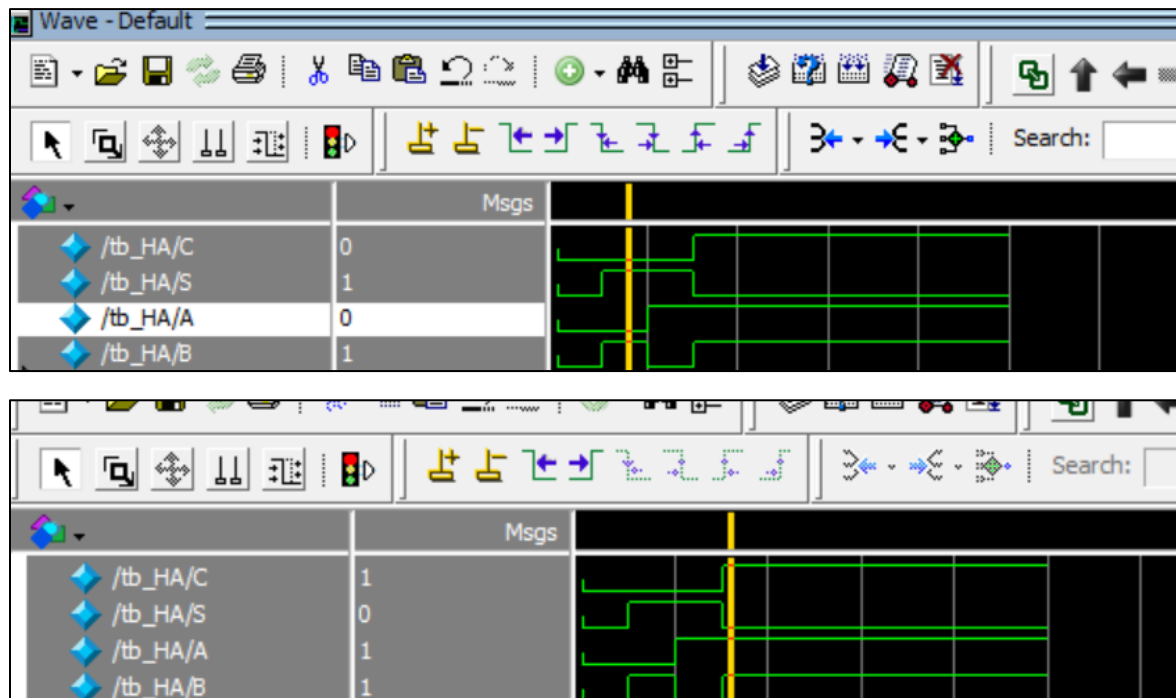 Wave - Default
Search:
Msgs
/tb_HA/C 0
/tb_HA/S 1
/tb_HA/A 0
/tb_HA/B 1
Search:
Msgs
/tb_HA/C 1
/tb_HA/S 0
/tb_HA/A 1
/tb_HA/B 1